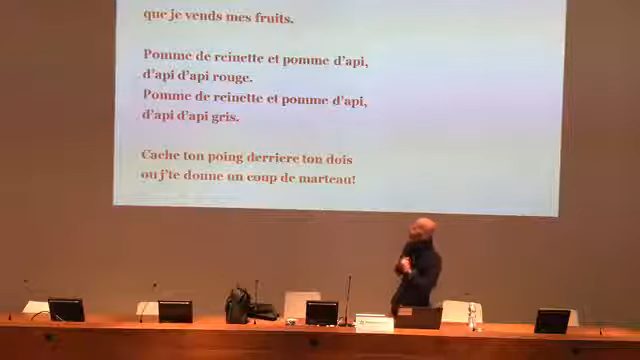 que je vends mes fruits.
Pomme de reinette et pomme d'api,
d'api d'api rouge.
Pomme de reinette et pomme d'api,
d'api d'api gris.
Cache ton poing derriere ton dois
ou j'te donne un coup de marteau!